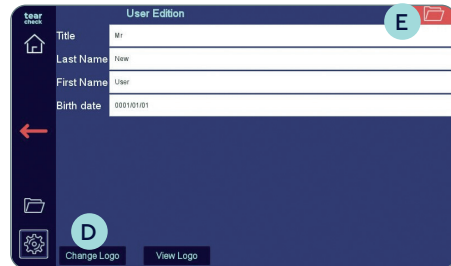 tear
check
User Edition
E
Title
Mr
Last Name
New
First Name
User
Birth date
0001/01/01
D
Change Logo
View Logo